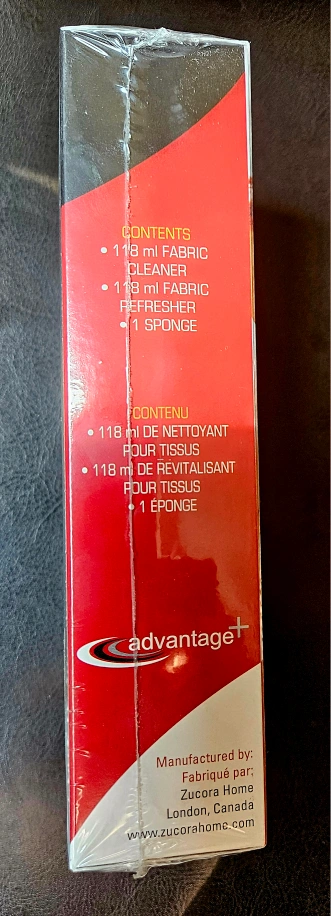 CONTENTS
• 118 ml FABRIC
CLEANER
• 118 ml FABRIC
REFRESHER
• 1 SPONGE
CONTENU
• 118 ml DE NETTOYANT
POUR TISSUS
• 118 ml DE REVITALISANT
POUR TISSUS
• 1 ÉPONGE
advantage+
Manufactured by:
Fabriqué par:
Zucora Home
London, Canada
www.zucorahome.com